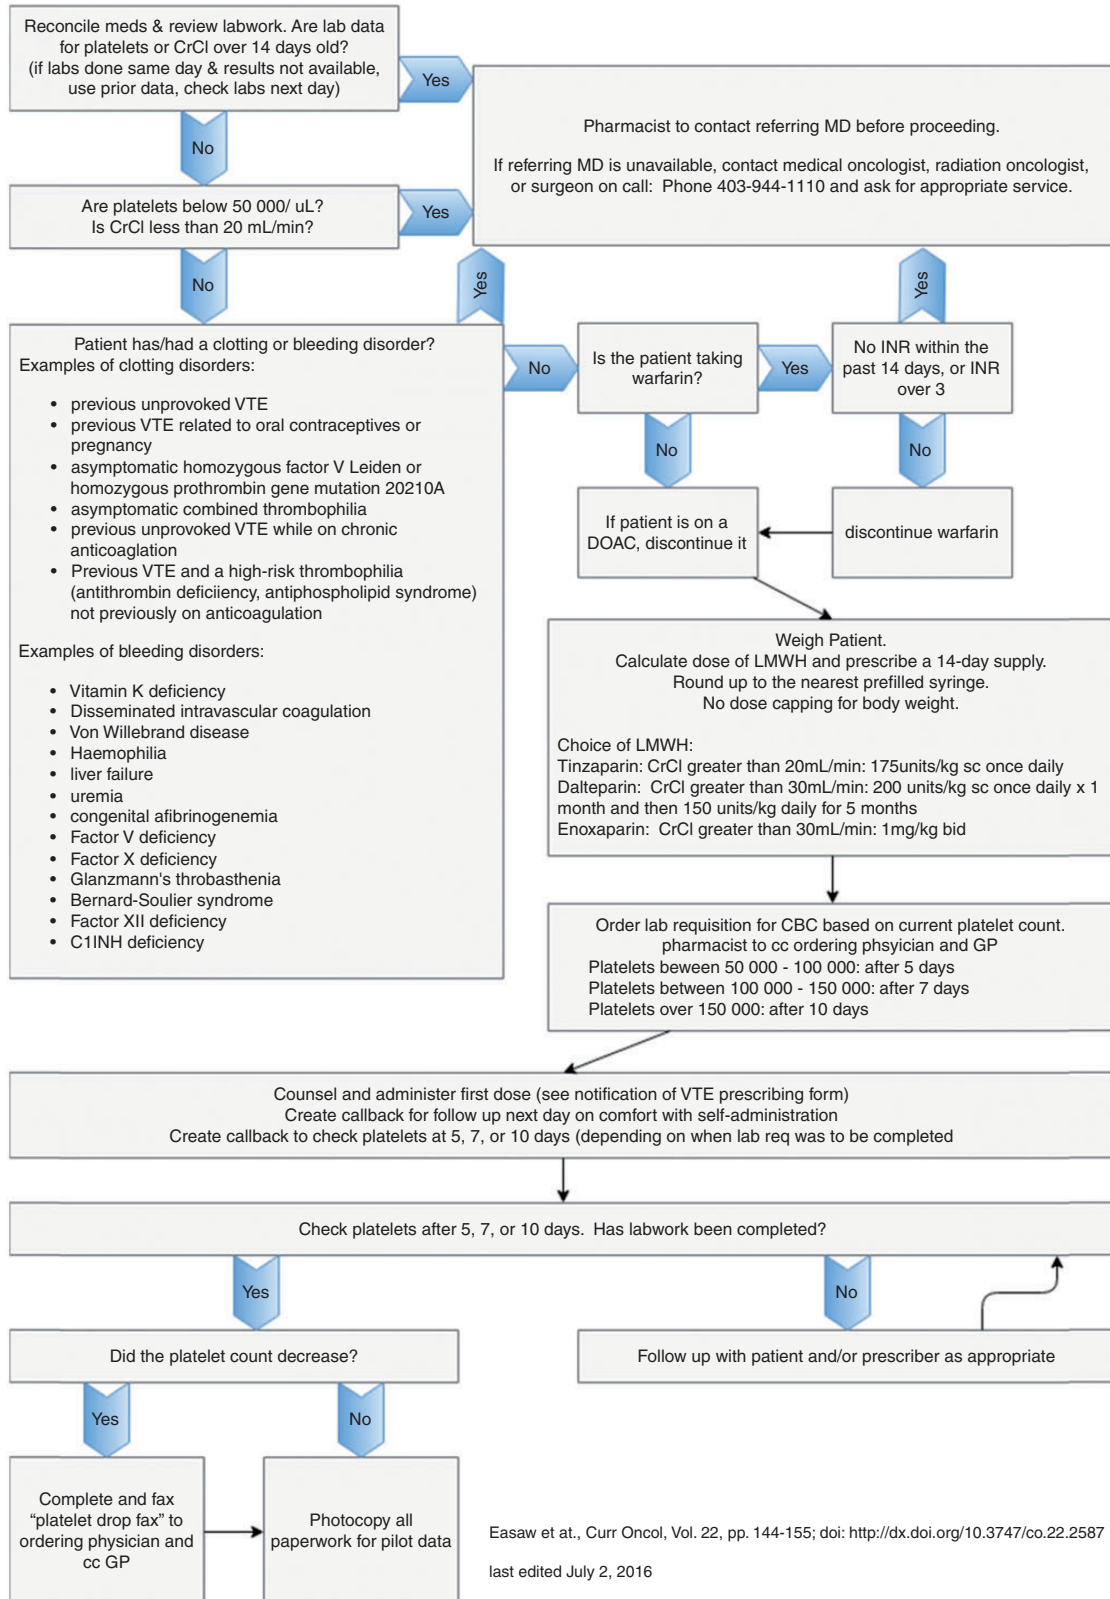 Reconcile meds & review labwork. Are lab data
for platelets or CrCl over 14 days old?
(if labs done same day & results not available,
use prior data, check labs next day)
Yes
No
Pharmacist to contact referring MD before proceeding.
If referring MD is unavailable, contact medical oncologist, radiation oncologist,
or surgeon on call: Phone 403-944-1110 and ask for appropriate service.
Are platelets below 50 000/ uL?
Is CrCl less than 20 mL/min?
Yes
No
Yes
Yes
Patient has/had a clotting or bleeding disorder?
Examples of clotting disorders:
• previous unprovoked VTE
• previous VTE related to oral contraceptives or
pregnancy
• asymptomatic homozygous factor V Leiden or
homozygous prothrombin gene mutation 20210A
• asymptomatic combined thrombophilia
• previous unprovoked VTE while on chronic
anticoaglation
• Previous VTE and a high-risk thrombophilia
(antithrombin deficiiency, antiphospholipid syndrome)
not previously on anticoagulation
Examples of bleeding disorders:
• Vitamin K deficiency
• Disseminated intravascular coagulation
• Von Willebrand disease
• Haemophilia
• liver failure
• uremia
• congenital afibrinogenemia
• Factor V deficiency
• Factor X deficiency
• Glanzmann's throbasthenia
• Bernard-Soulier syndrome
• Factor XII deficiency
• C1INH deficiency
No
Is the patient taking
warfarin?
Yes
No INR within the
past 14 days, or INR
over 3
No
No
If patient is on a
DOAC, discontinue it
discontinue warfarin
Weigh Patient.
Calculate dose of LMWH and prescribe a 14-day supply.
Round up to the nearest prefilled syringe.
No dose capping for body weight.
Choice of LMWH:
Tinzaparin: CrCl greater than 20mL/min: 175units/kg sc once daily
Dalteparin: CrCl greater than 30mL/min: 200 units/kg sc once daily x 1
month and then 150 units/kg daily for 5 months
Enoxaparin: CrCl greater than 30mL/min: 1mg/kg bid
Order lab requisition for CBC based on current platelet count.
pharmacist to cc ordering phsyician and GP
Platelets beween 50 000 - 100 000: after 5 days
Platelets between 100 000 - 150 000: after 7 days
Platelets over 150 000: after 10 days
Counsel and administer first dose (see notification of VTE prescribing form)
Create callback for follow up next day on comfort with self-administration
Create callback to check platelets at 5, 7, or 10 days (depending on when lab req was to be completed
Check platelets after 5, 7, or 10 days. Has labwork been completed?
Yes
No
Did the platelet count decrease?
Follow up with patient and/or prescriber as appropriate
Yes
No
Complete and fax
“platelet drop fax” to
ordering physician and
cc GP
Photocopy all
paperwork for pilot data
Easaw et at., Curr Oncol, Vol. 22, pp. 144-155; doi: http://dx.doi.org/10.3747/co.22.2587
last edited July 2, 2016